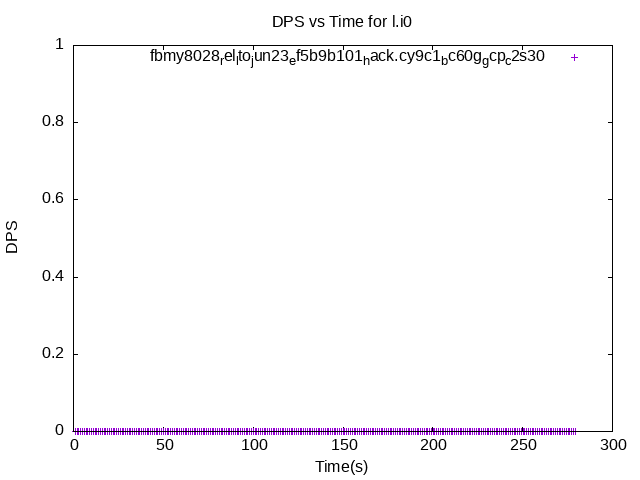 DPS vs Time for l.i0
fbmy8028relltojjun23ef5b9b101hack.cy9c1bc60ggcpc2s30
1
0.8
0.6
0.4
0.2
0
DPS
0 50 100 150 200 250 300
Time(s)